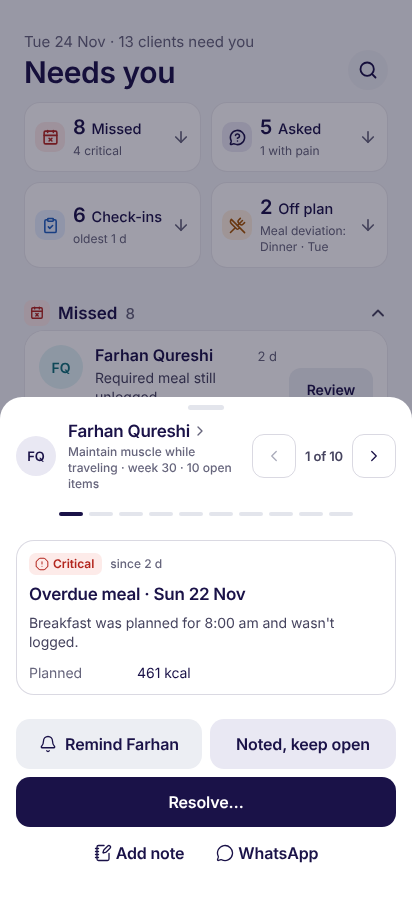 Tue 24 Nov · 13 clients need you
Needs you
8 Missed
4 critical
5 Asked
1 with pain
6 Check-ins
oldest 1 d
2 Off plan
Meal deviation:
Dinner · Tue
Missed 8
FQ
Farhan Qureshi
2 d
Required meal still
unlogged
Review
FQ
Farhan Qureshi
Maintain muscle while
traveling · week 30 · 10 open
items
1 of 10
Critical
since 2 d
Overdue meal · Sun 22 Nov
Breakfast was planned for 8:00 am and wasn't
logged.
Planned 461 kcal
Remind Farhan
Noted, keep open
Resolve...
Add note
WhatsApp